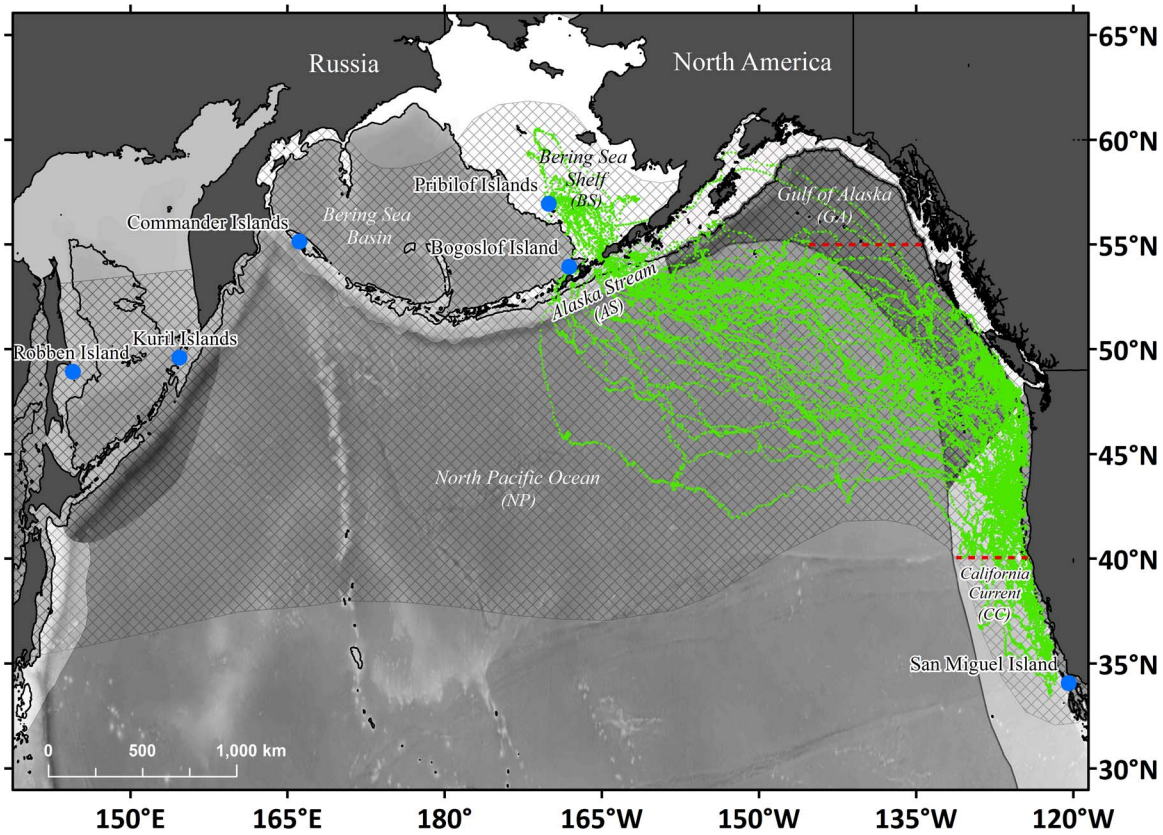 65°N
Russia
North America
60°N
Bering Sea
Shelf
(BS)
Pribilof Islands
Gulf of Alaska
(GA)
Commander Islands
Bering Sea
Basin
Bogoslof Island
55°N
Alaska Stream
(AS)
Kuril Islands
Robben Island
50°N
45°N
North Pacific Ocean
(NP)
40°N
California
Current
(CC)
San Miguel Island
35°N
0 500 1,000 km
30°N
150°E 165°E 180° 165°W 150°W 135°W 120°W